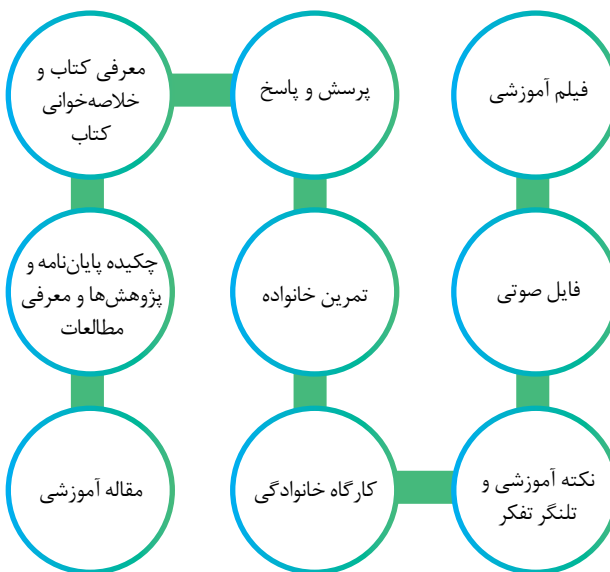 فیلم آموزشی
فایل صوتی
نکته آموزشی و
تلنگر تفکر
کارگاه خانوادگی
تمرین خانواده
پرسش و پاسخ
معرفی کتاب و
خلاصه‌خوانی
کتاب
چکیده پایان‌نامه و
پژوهش‌ها و معرفی
مطالعات
مقاله آموزشی